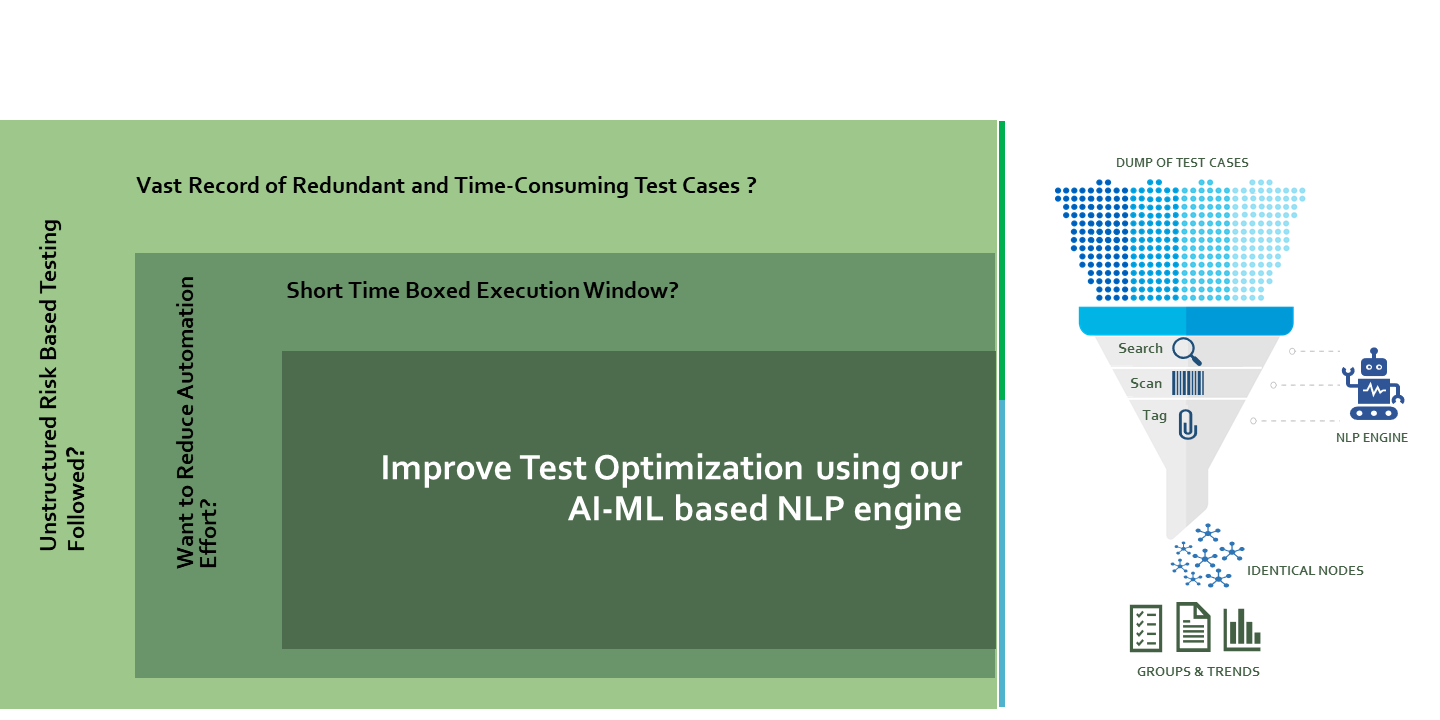 Vast Record of Redundant and Time-Consuming Test Cases ?
Unstructured Risk Based Testing
Followed?
Want to Reduce Automation
Effort?
Short Time Boxed Execution Window?
Improve Test Optimization using our
AI-ML based NLP engine
DUMP OF TEST CASES
Search
Scan
Tag
NLP ENGINE
IDENTICAL NODES
GROUPS & TRENDS